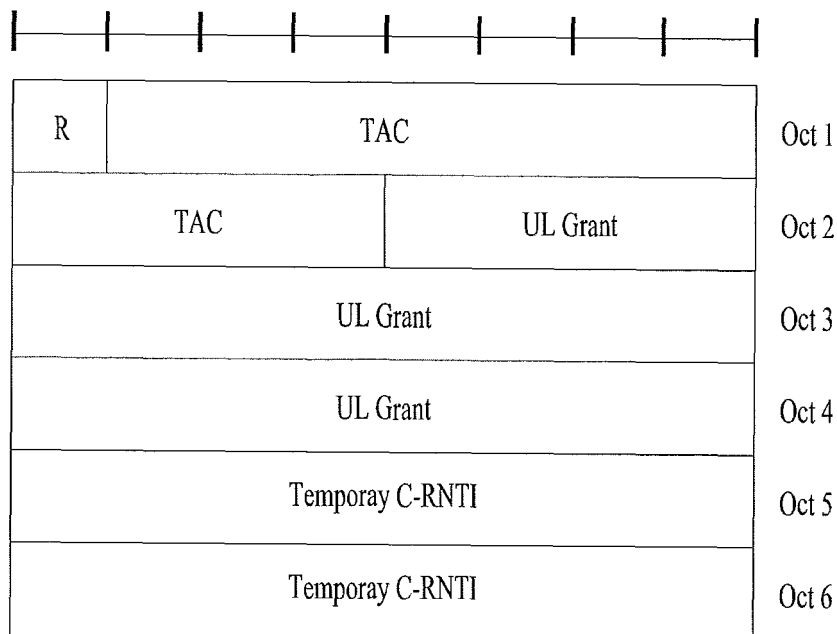 R TAC Oct 1
TAC UL Grant Oct 2
UL Grant Oct 3
UL Grant Oct 4
Temporay C-RNTI Oct 5
Temporay C-RNTI Oct 6